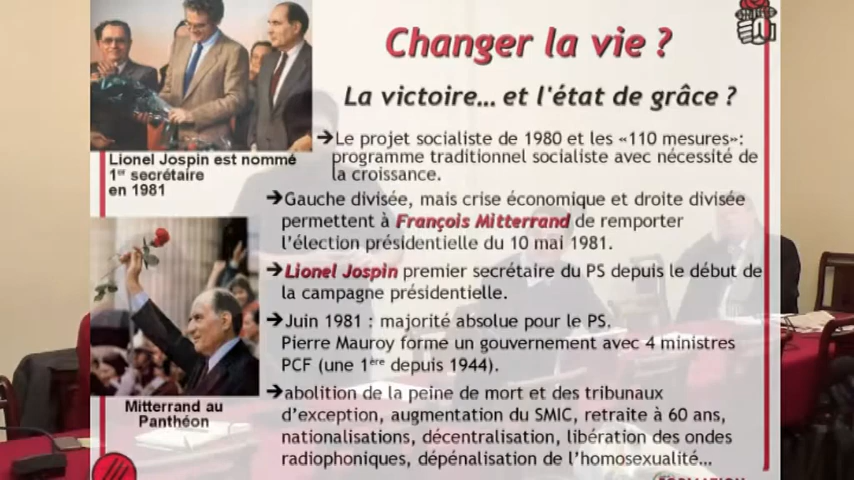 Changer la vie ?
La victoire... et l'état de grâce ?
➔Le projet socialiste de 1980 et les «110 mesures»:
programme traditionnel socialiste avec nécessité de
la croissance.
Lionel Jospin est nommé
1er secrétaire
en 1981
➔Gauche divisée, mais crise économique et droite divisée
permettent à François Mitterrand de remporter
l'élection présidentielle du 10 mai 1981.
➔Lionel Jospin premier secrétaire du PS depuis le début de
la campagne présidentielle.
➔Juin 1981 : majorité absolue pour le PS.
Pierre Mauroy forme un gouvernement avec 4 ministres
PCF (une 1ère depuis 1944).
Mitterrand au
Panthéon
➔abolition de la peine de mort et des tribunaux
d'exception, augmentation du SMIC, retraite à 60 ans,
nationalisations, décentralisation, libération des ondes
radiophoniques, dépénalisation de l'homosexualité...